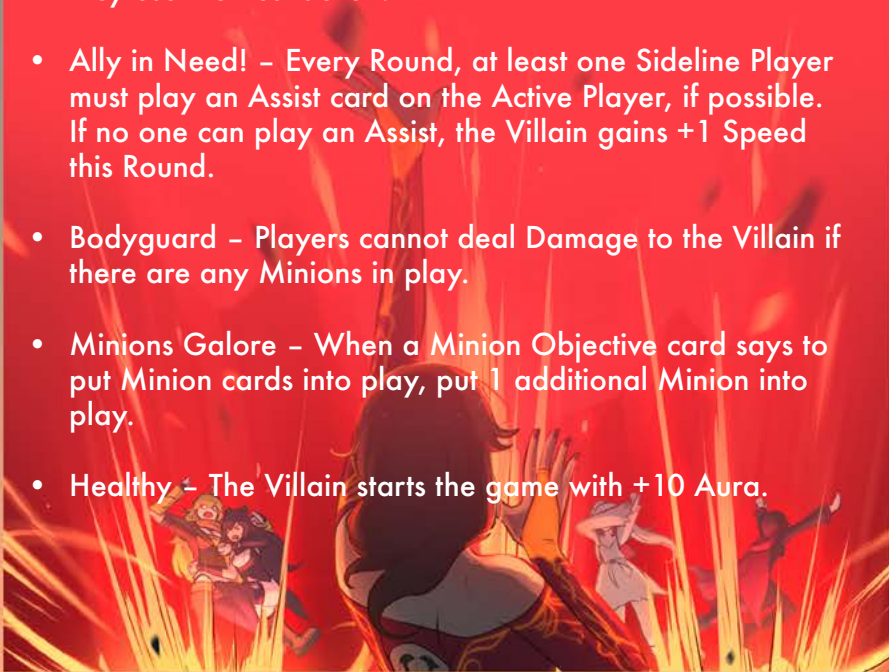 • Ally in Need! – Every Round, at least one Sideline Player
must play an Assist card on the Active Player, if possible.
If no one can play an Assist, the Villain gains +1 Speed
this Round.
• Bodyguard – Players cannot deal Damage to the Villain if
there are any Minions in play.
• Minions Galore – When a Minion Objective card says to
put Minion cards into play, put 1 additional Minion into
play.
• Healthy – The Villain starts the game with +10 Aura.